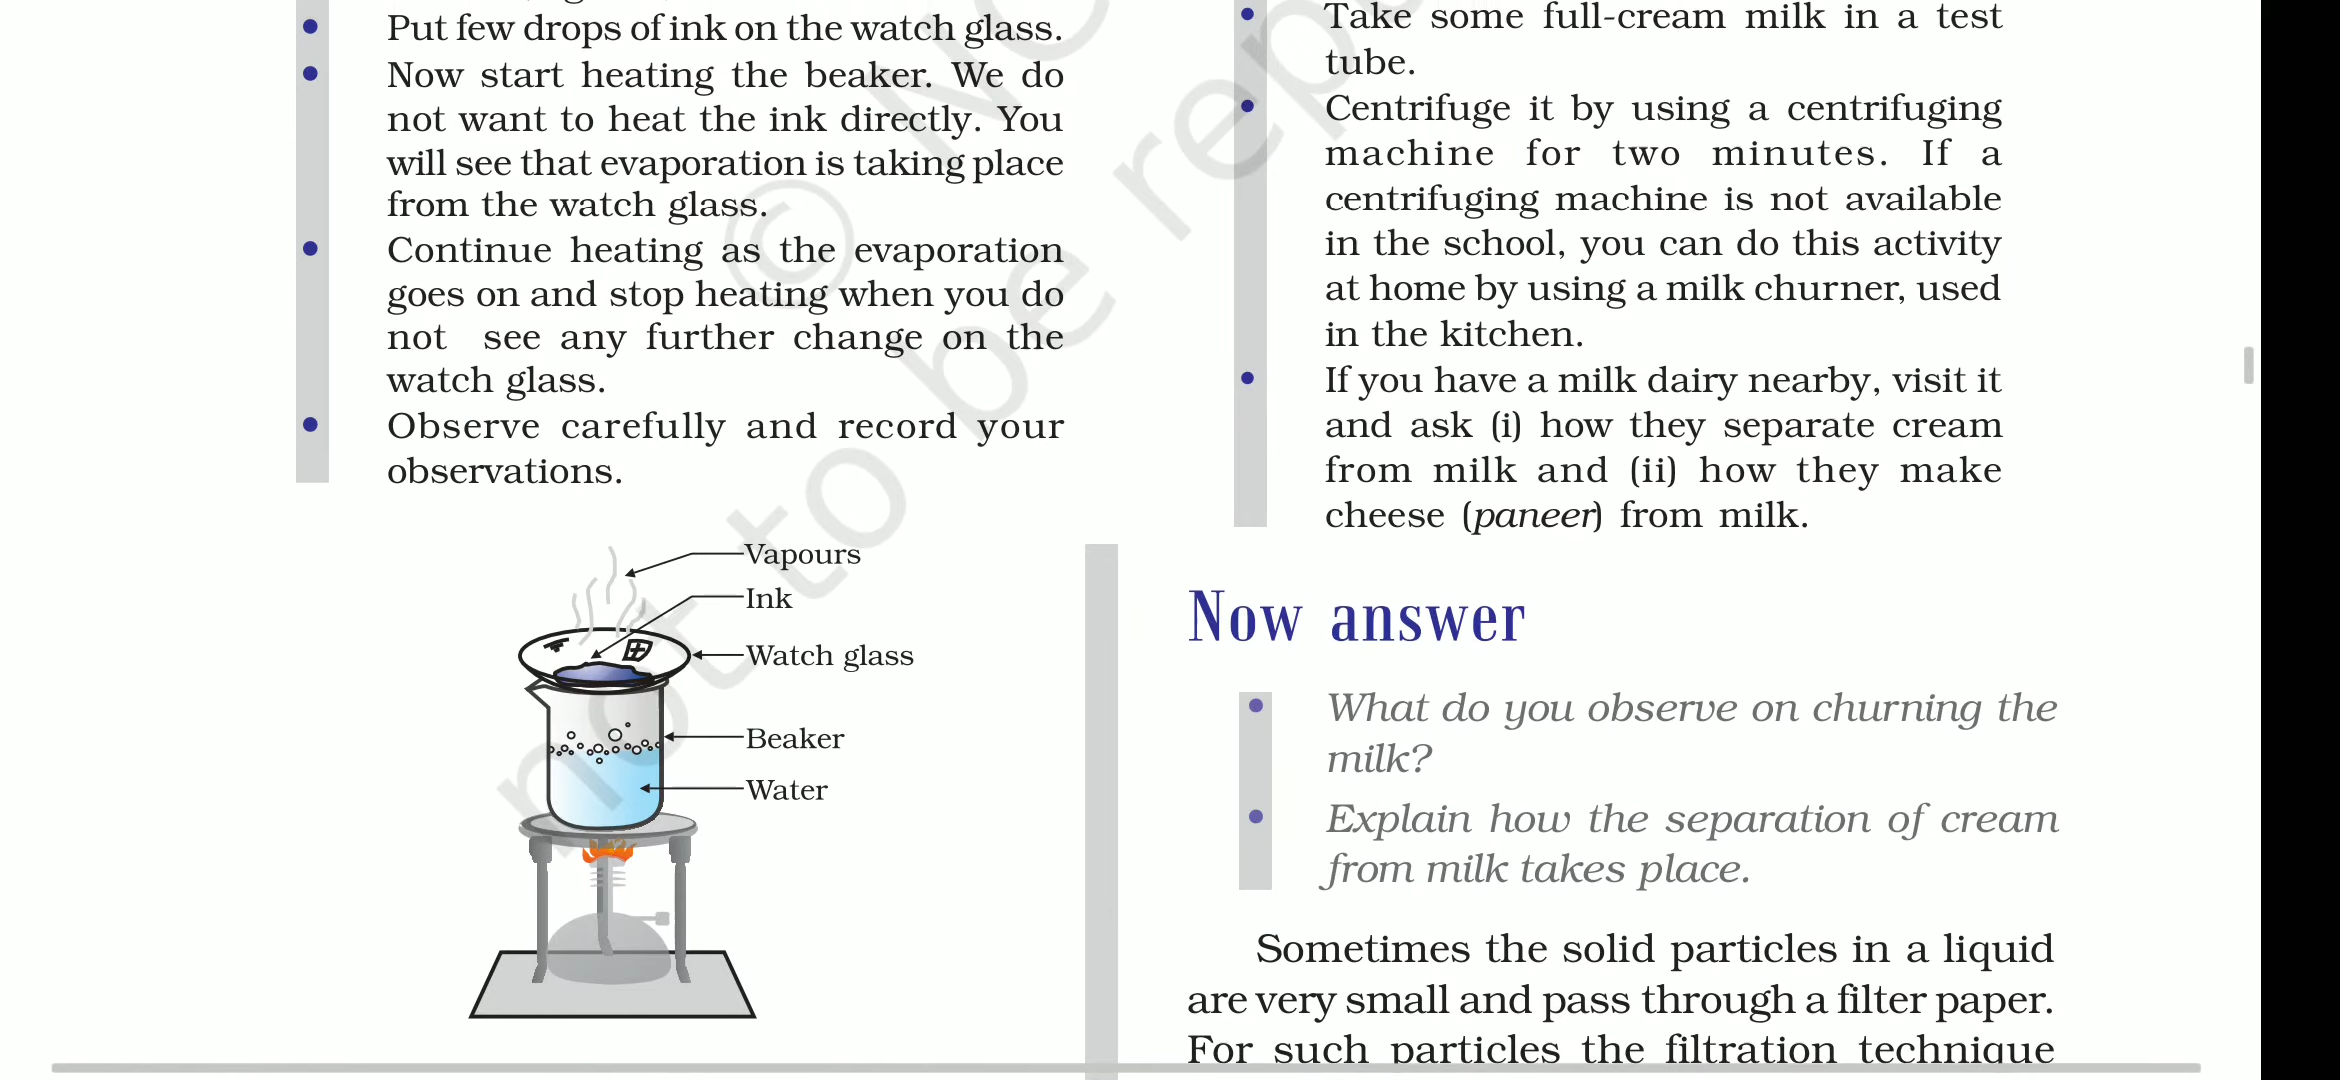 • Put few drops of ink on the watch glass.
• Now start heating the beaker. We do
not want to heat the ink directly. You
will see that evaporation is taking place
from the watch glass.
• Continue heating as the evaporation
goes on and stop heating when you do
not see any further change on the
watch glass.
• Observe carefully and record your
observations.
Vapours
Ink
Watch glass
Beaker
Water
• Take some full-cream milk in a test
tube.
• Centrifuge it by using a centrifuging
machine for two minutes. If a
centrifuging machine is not available
in the school, you can do this activity
at home by using a milk churner, used
in the kitchen.
• If you have a milk dairy nearby, visit it
and ask (i) how they separate cream
from milk and (ii) how they make
cheese (paneer) from milk.
Now answer
• What do you observe on churning the
milk?
• Explain how the separation of cream
from milk takes place.
Sometimes the solid particles in a liquid
are very small and pass through a filter paper.
For such particles the filtration technique
not to be rep